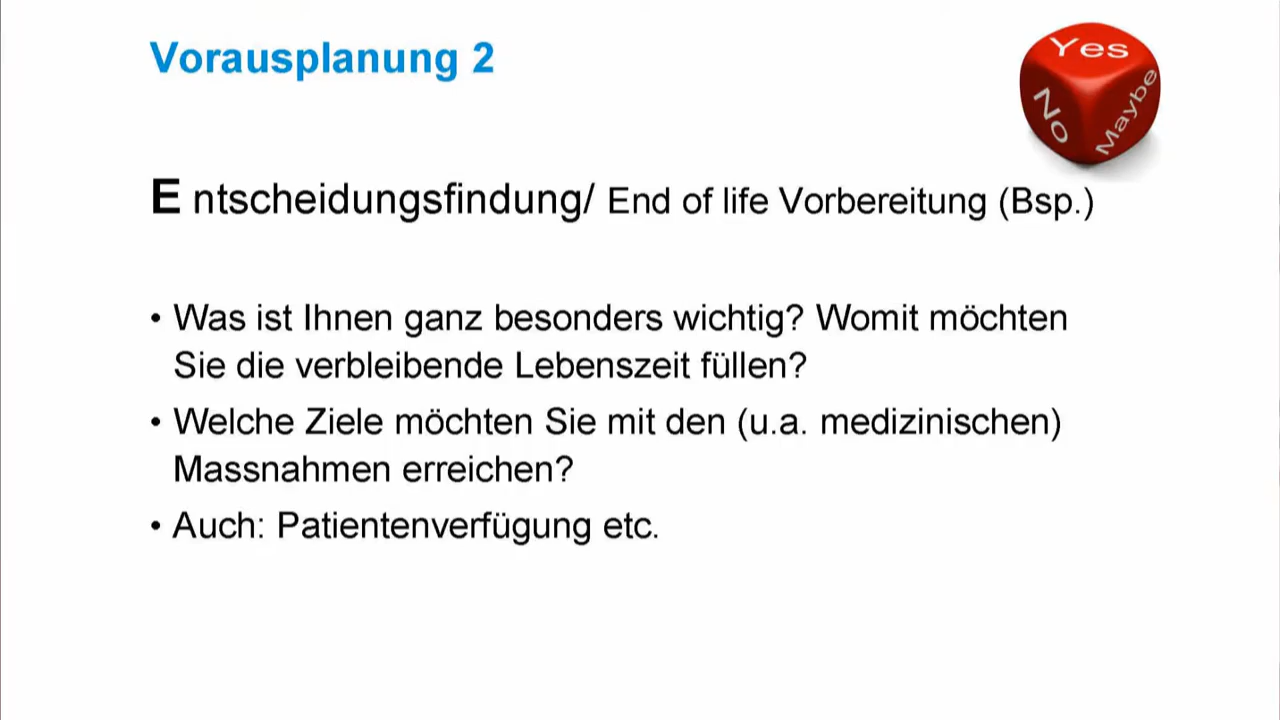 Vorausplanung 2
Yes
No
Maybe
E ntscheidungsfindung/ End of life Vorbereitung (Bsp.)
• Was ist Ihnen ganz besonders wichtig? Womit möchten
Sie die verbleibende Lebenszeit füllen?
• Welche Ziele möchten Sie mit den (u.a. medizinischen)
Massnahmen erreichen?
• Auch: Patientenverfügung etc.